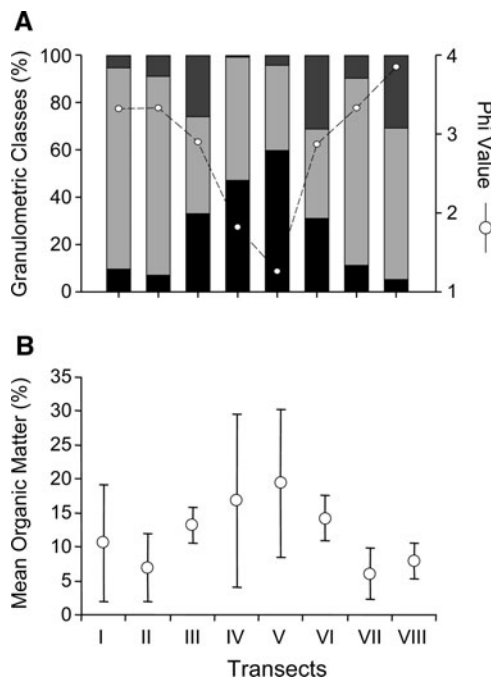 A
Granulometric Classes (%)
100
80
60
40
20
0
4
3
2
1
Phi Value
B
Mean Organic Matter (%)
35
30
25
20
15
10
5
0
I II III IV V VI VII VIII
Transects